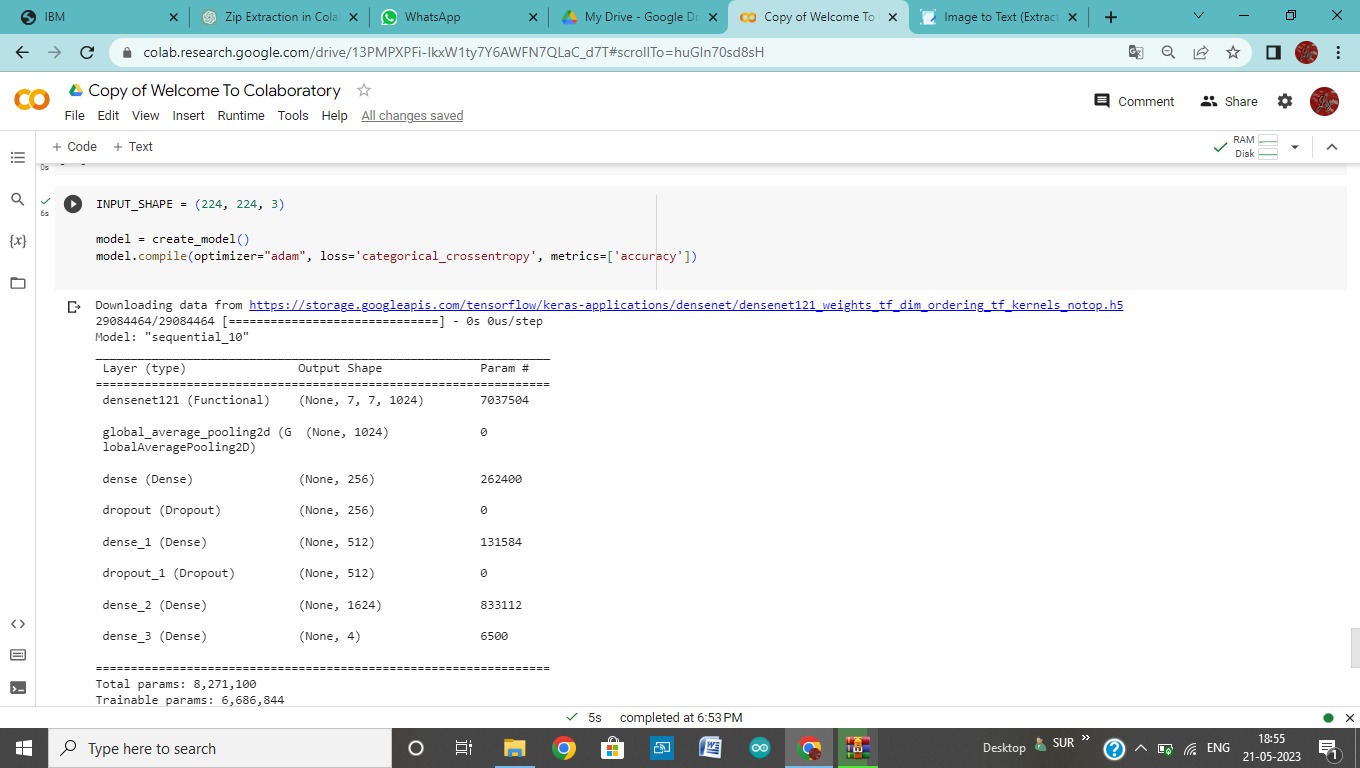 IBM
Zip Extraction in Cola
WhatsApp
My Drive - Google Dr
Copy of Welcome To
Image to Text (Extract
colab.research.google.com/drive/13PMPXPFi-IkxW1ty7Y6AWFN7QLaC_d7T#scrollTo=huGIn70sd8sH
Copy of Welcome To Colaboratory
File Edit View Insert Runtime Tools Help All changes saved
Comment Share
+ Code + Text
RAM
Disk
0s
6s
INPUT_SHAPE = (224, 224, 3)
model = create_model()
model.compile(optimizer="adam", loss='categorical_crossentropy', metrics=['accuracy'])
Downloading data from https://storage.googleapis.com/tensorflow/keras-applications/densenet/densenet121_weights_tf_dim_ordering_tf_kernels_notop.h5
29084464/29084464 [==============================] - 0s 0us/step
Model: "sequential_10"
_________________________________________________________________
Layer (type) Output Shape Param #
=================================================================
densenet121 (Functional) (None, 7, 7, 1024) 7037504
global_average_pooling2d (G (None, 1024) 0
lobalAveragePooling2D)
dense (Dense) (None, 256) 262400
dropout (Dropout) (None, 256) 0
dense_1 (Dense) (None, 512) 131584
dropout_1 (Dropout) (None, 512) 0
dense_2 (Dense) (None, 1624) 833112
dense_3 (Dense) (None, 4) 6500
=================================================================
Total params: 8,271,100
Trainable params: 6,686,844
5s completed at 6:53 PM
Type here to search
Desktop
SUR
ENG
18:55
21-05-2023
1